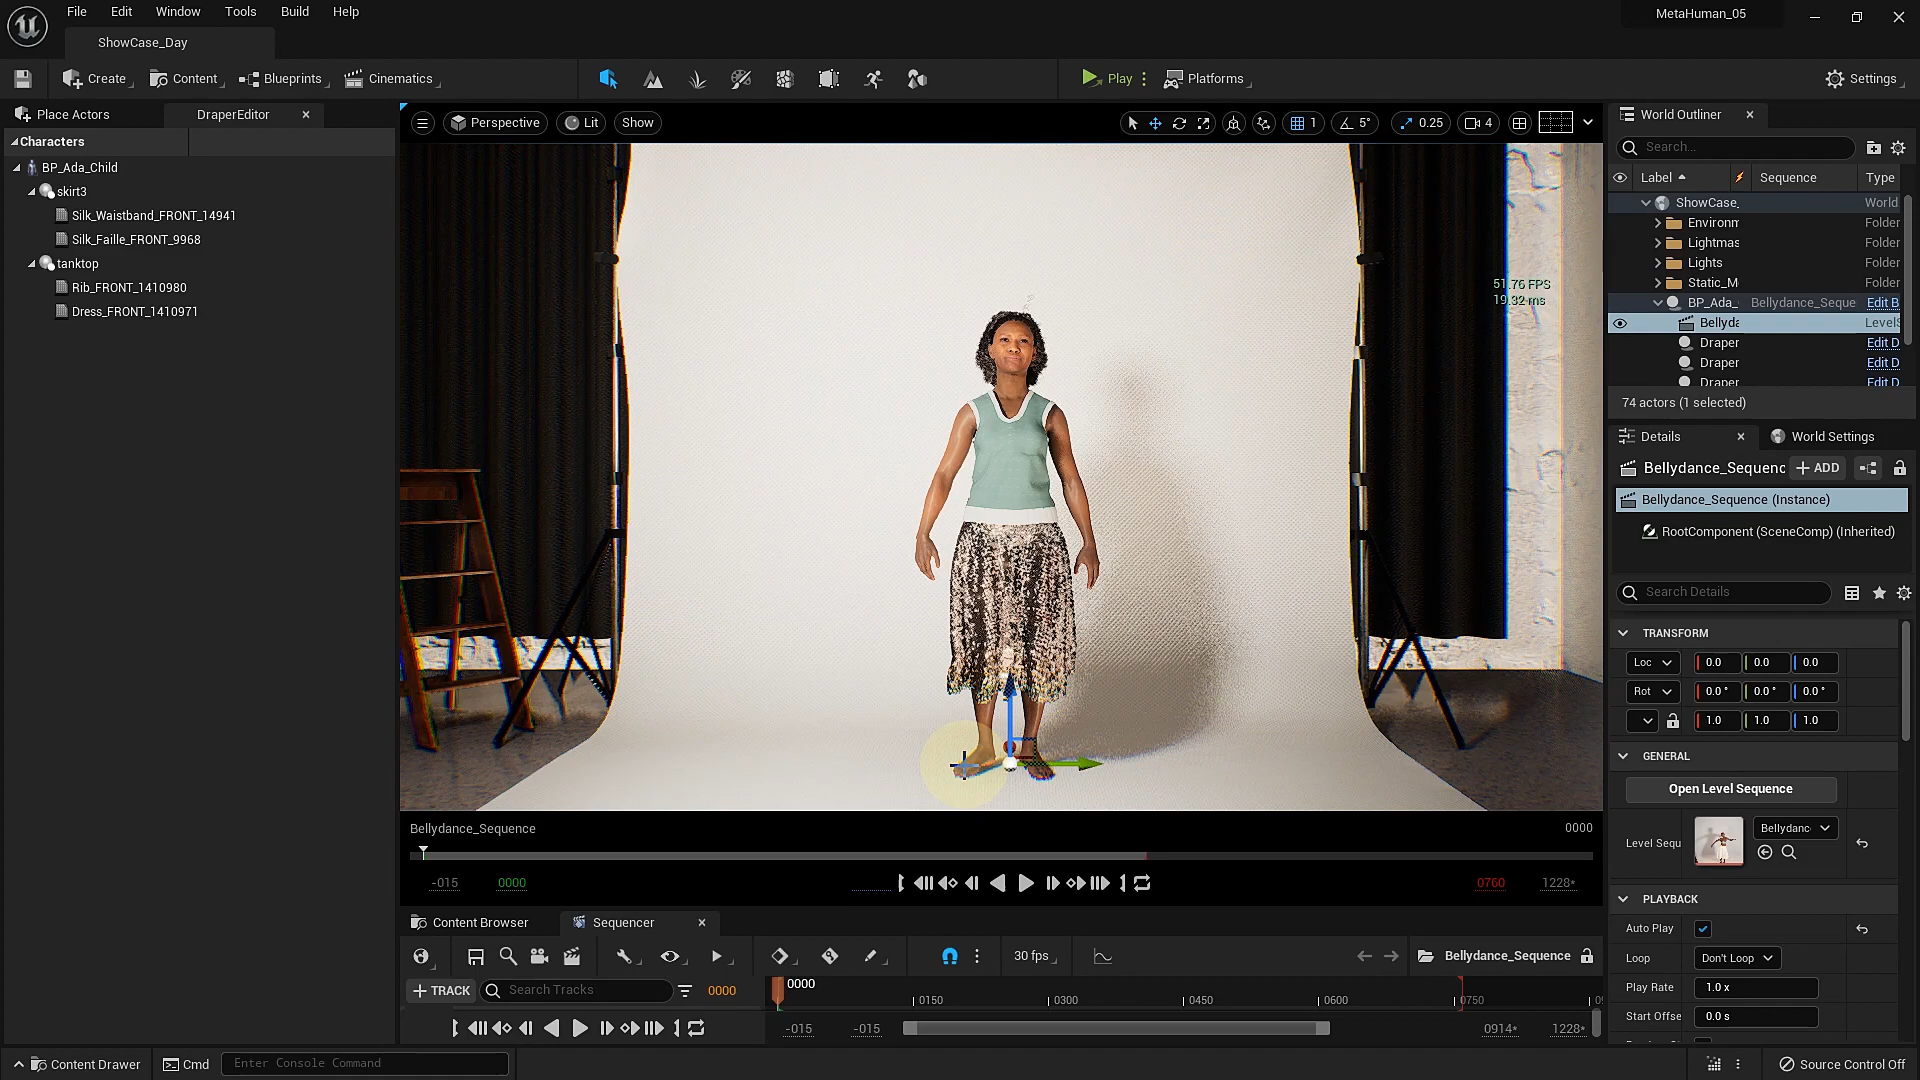 File Edit Window Tools Build Help
MetaHuman_05
ShowCase_Day
Create Content Blueprints Cinematics Play Platforms Settings
Place Actors DraperEditor
Characters
BP_Ada_Child
skirt3
Silk_Waistband_FRONT_14941
Silk_Faille_FRONT_9968
tanktop
Rib_FRONT_1410980
Dress_FRONT_1410971
Perspective Lit Show
1 5° 0.25 4
51.76 FPS
19.32 ms
World Outliner
Search...
Label Sequence Type
ShowCase_ World
Environm Folder
Lightmas Folder
Lights Folder
Static_M Folder
BP_Ada_ Bellydance_Seque Edit B
Bellyda LevelS
Draper Edit D
Draper Edit D
Draper Edit D
74 actors (1 selected)
Details World Settings
Bellydance_Sequenc ADD
Bellydance_Sequence (Instance)
RootComponent (SceneComp) (Inherited)
Search Details
TRANSFORM
Loc 0.0 0.0 0.0
Rot 0.0° 0.0° 0.0°
1.0 1.0 1.0
GENERAL
Open Level Sequence
Level Sequ Bellydanc
PLAYBACK
Auto Play
Loop Don't Loop
Play Rate 1.0 x
Start Offse 0.0 s
Bellydance_Sequence 0000
-015 0000 0760 1228*
Content Browser Sequencer
30 fps Bellydance_Sequence
+ TRACK Search Tracks 0000
0000
0150 0300 0450 0600 0750
-015 -015 0914* 1228*
Content Drawer Cmd Enter Console Command Source Control Off